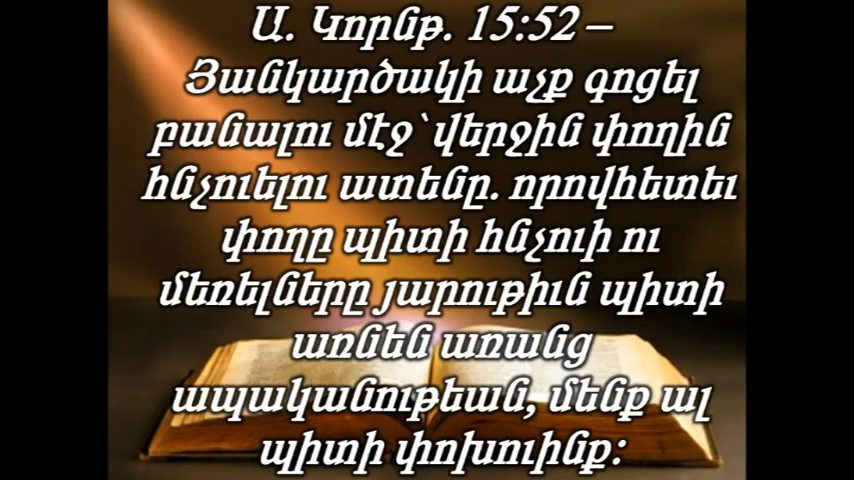 Ա. Կորնթ. 15:52 –
Յանկարծակի աչք գոցել
բանալու մէջ՝ վերջին փողին
հնչուելու ատենը. որովհետեւ
փողը պիտի հնչուի ու
մեռելները յարութիւն պիտի
առնեն առանց
ապականութեան, մենք ալ
պիտի փոխուինք: